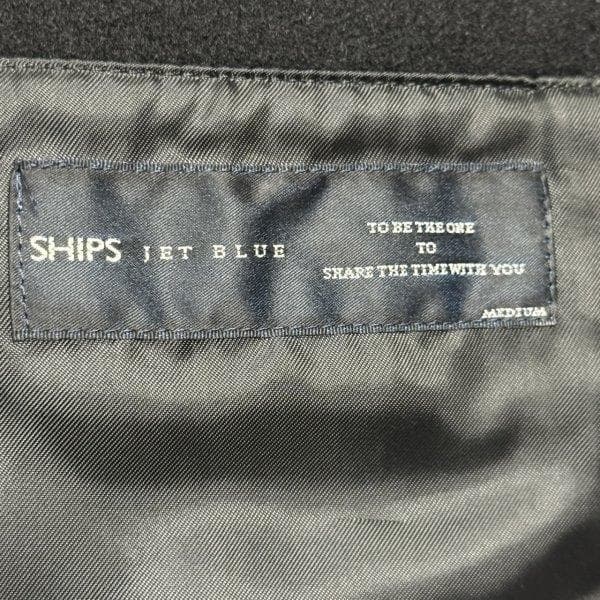 SHIPS JET BLUE
TO BE THE ONE
TO
SHARE THE TIME WITH YOU
MEDIUM